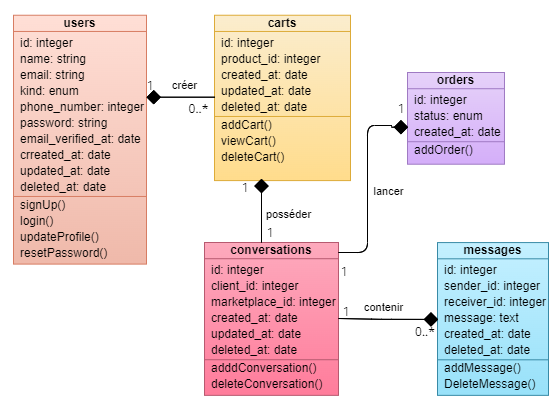 users
id: integer
name: string
email: string
kind: enum
phone_number: integer
password: string
email_verified_at: date
crreated_at: date
updated_at: date
deleted_at: date
signUp()
login()
updateProfile()
resetPassword()
1
créer
0..*
carts
id: integer
product_id: integer
created_at: date
updated_at: date
deleted_at: date
addCart()
viewCart()
deleteCart()
orders
id: integer
status: enum
created_at: date
addOrder()
1
lancer
1
1
posséder
1
conversations
id: integer
client_id: integer
marketplace_id: integer
created_at: date
updated_at: date
deleted_at: date
adddConversation()
deleteConversation()
1
contenir
0..*
messages
id: integer
sender_id: integer
receiver_id: integer
message: text
created_at: date
deleted_at: date
addMessage()
DeleteMessage()